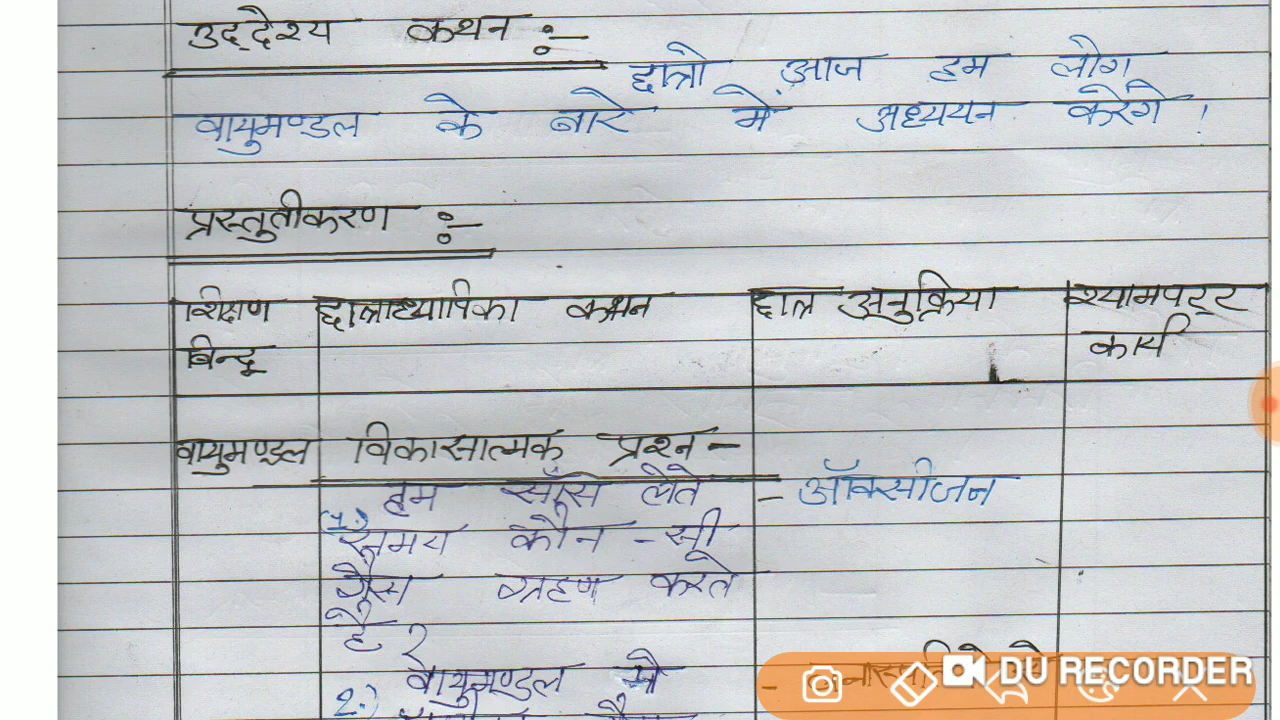 उद्देश्य कथन :-
छात्रो आज हम लोग
वायुमण्डल के बारे में अध्ययन करेंगे ।
प्रस्तुतीकरण :-
शिक्षण छात्राध्यापिका कथन छात्र अनुक्रिया श्यामपट्ट
बिन्दू कार्य
वायुमण्डल विकासात्मक प्रश्न -
हम साँस लेते - ऑक्सीजन
(1.) समय कौन - सी
गैस ग्रहण करते
है ?
वायुमण्डल मे -
2.)
DU RECORDER